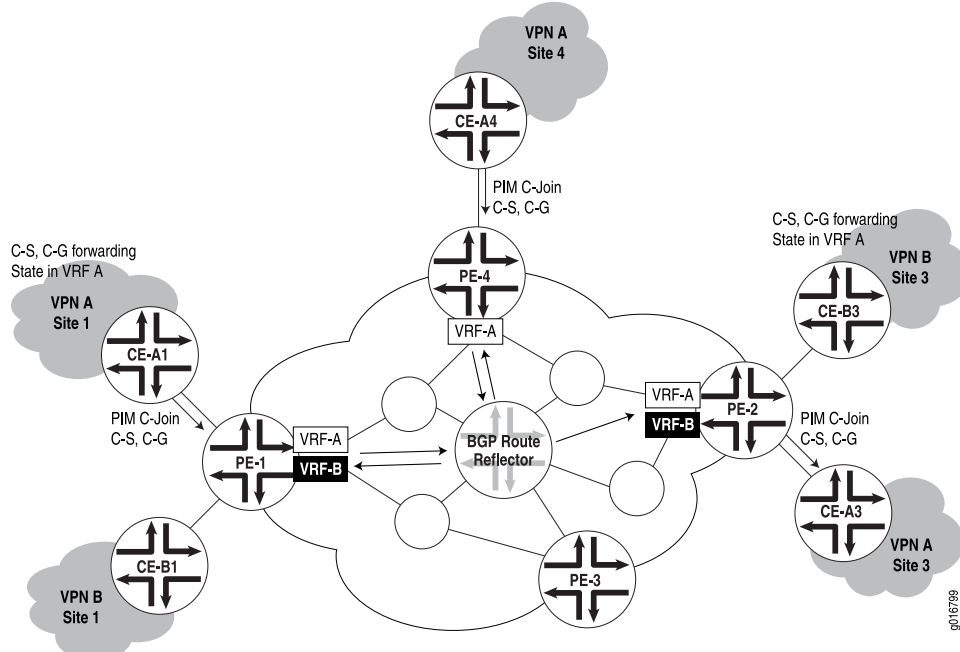 VPN A
Site 4
CE-A4
PIM C-Join
C-S, C-G
C-S, C-G forwarding
State in VRF A
VPN A
Site 1
CE-A1
PIM C-Join
C-S, C-G
PE-4
VRF-A
C-S, C-G forwarding
State in VRF A
VPN B
Site 3
CE-B3
PE-1
VRF-A
VRF-B
BGP Route
Reflector
VRF-A
VRF-B
PE-2
PIM C-Join
C-S, C-G
CE-A3
VPN A
Site 3
CE-B1
VPN B
Site 1
PE-3
g016799